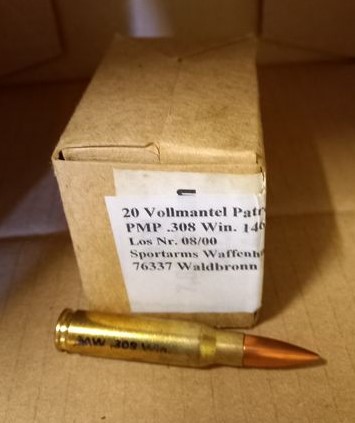 20 Vollmantel Patr
PMP .308 Win. 146
Los Nr. 08/00
Sportarms Waffenh
76337 Waldbronn
.308 Win.